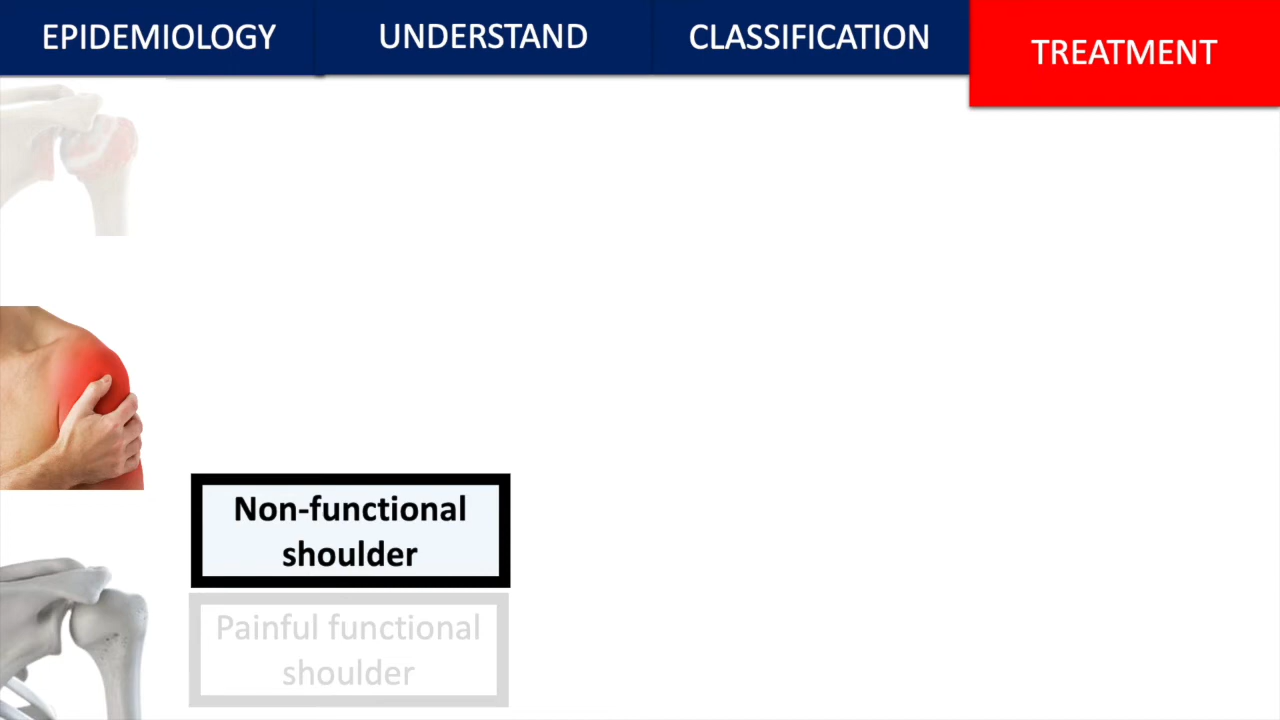 EPIDEMIOLOGY
UNDERSTAND
CLASSIFICATION
TREATMENT
Non-functional
shoulder
Painful functional
shoulder